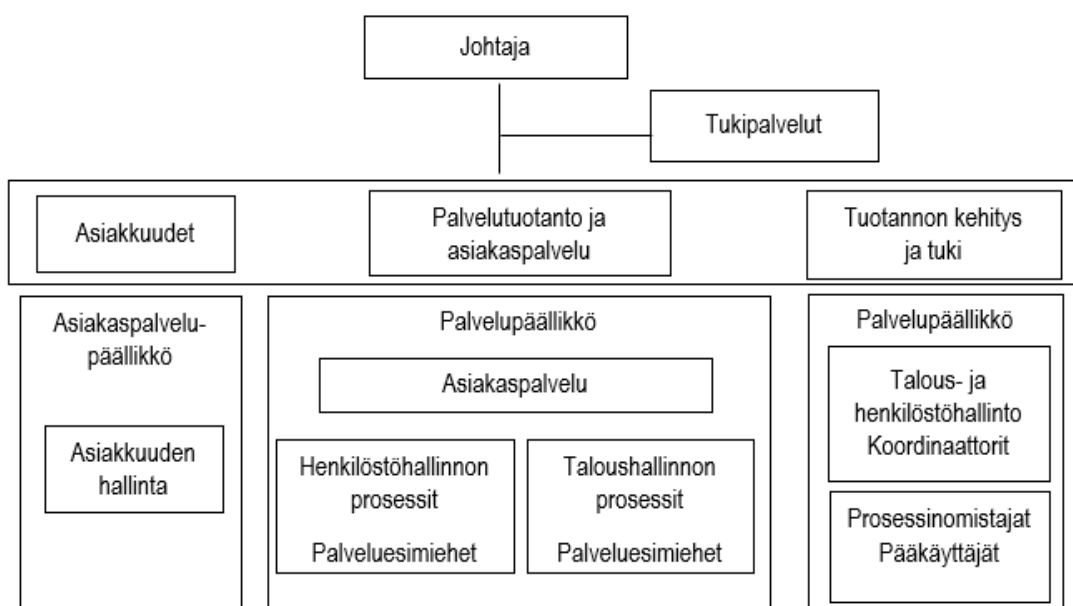 Johtaja
Tukipalvelut
Asiakkuudet
Palvelutuotanto ja
asiakaspalvelu
Tuotannon kehitys
ja tuki
Asiakaspalvelu-
päällikkö
Asiakkuuden
hallinta
Palvelupäällikkö
Asiakaspalvelu
Henkilöstöhallinnon
prosessit
Palveluesimiehet
Taloushallinnon
prosessit
Palveluesimiehet
Palvelupäällikkö
Talous- ja
henkilöstöhallinto
Koordinaattorit
Prosessinomistajat
Pääkäyttäjät